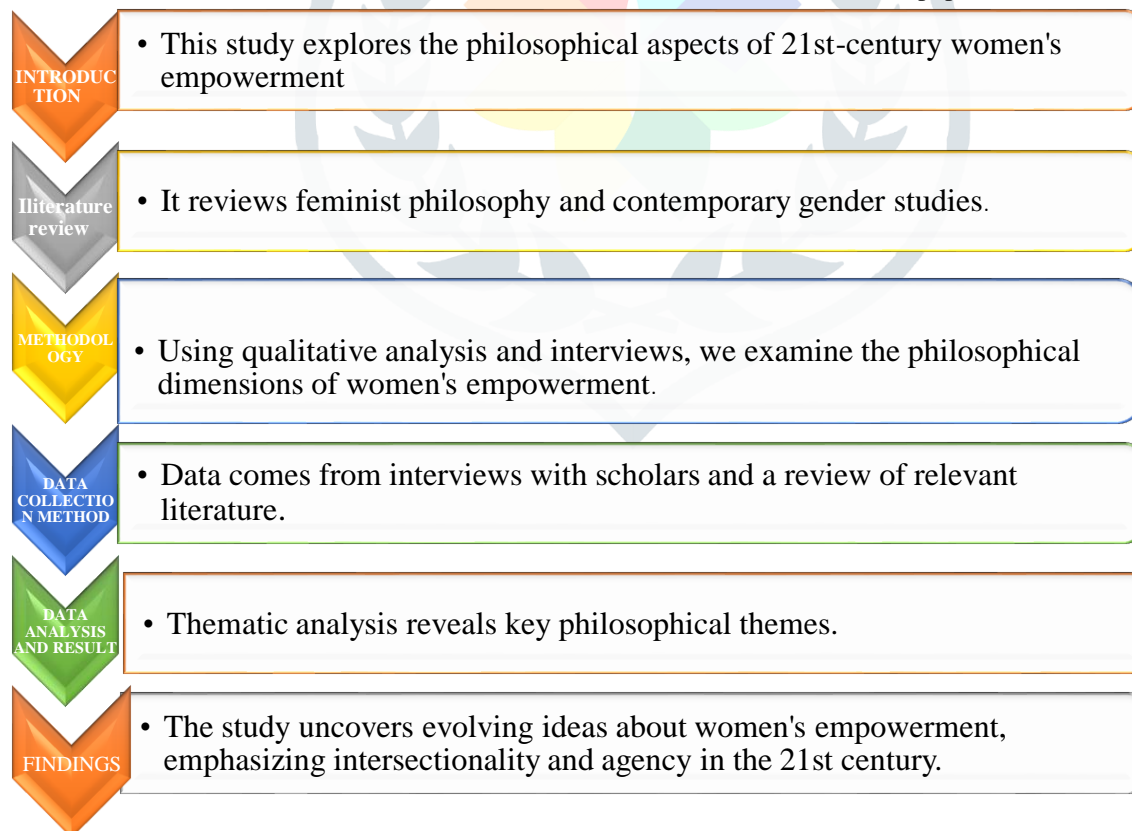 INTRODUC
TION
• This study explores the philosophical aspects of 21st-century women's
empowerment
Iliterature
review
• It reviews feminist philosophy and contemporary gender studies.
METHODOL
OGY
• Using qualitative analysis and interviews, we examine the philosophical
dimensions of women's empowerment.
DATA
COLLECTIO
N METHOD
• Data comes from interviews with scholars and a review of relevant
literature.
DATA
ANALYSIS
AND RESULT
• Thematic analysis reveals key philosophical themes.
FINDINGS
• The study uncovers evolving ideas about women's empowerment,
emphasizing intersectionality and agency in the 21st century.